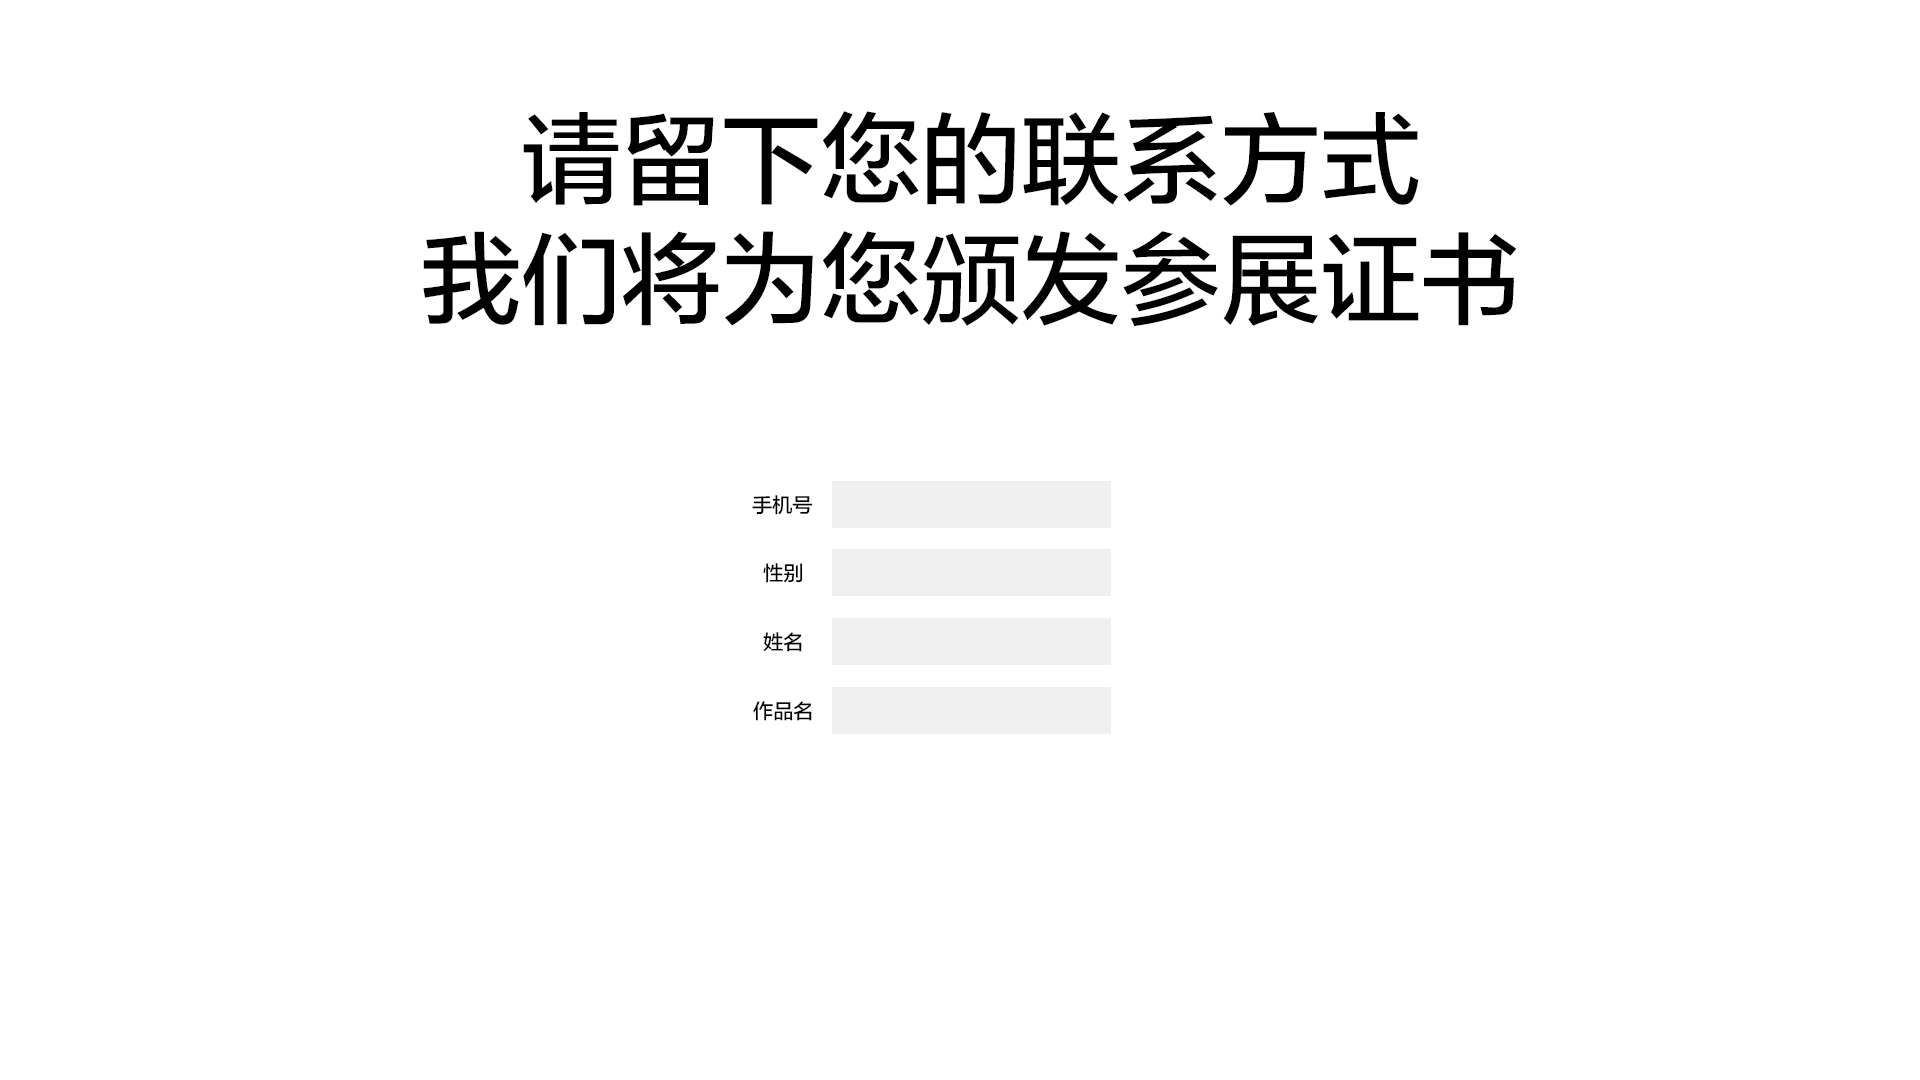 请留下您的联系方式
我们将为您颁发参展证书
手机号
性别
姓名
作品名